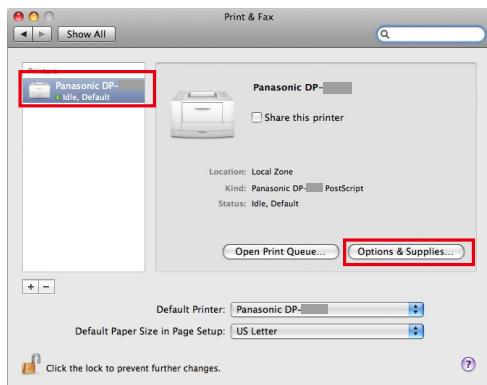 Print & Fax
Show All
Printers
Panasonic DP-
Idle, Default
Panasonic DP-
Share this printer
Location: Local Zone
Kind: Panasonic DP- PostScript
Status: Idle, Default
Open Print Queue...
Options & Supplies...
+ −
Default Printer: Panasonic DP-
Default Paper Size in Page Setup: US Letter
Click the lock to prevent further changes.
?